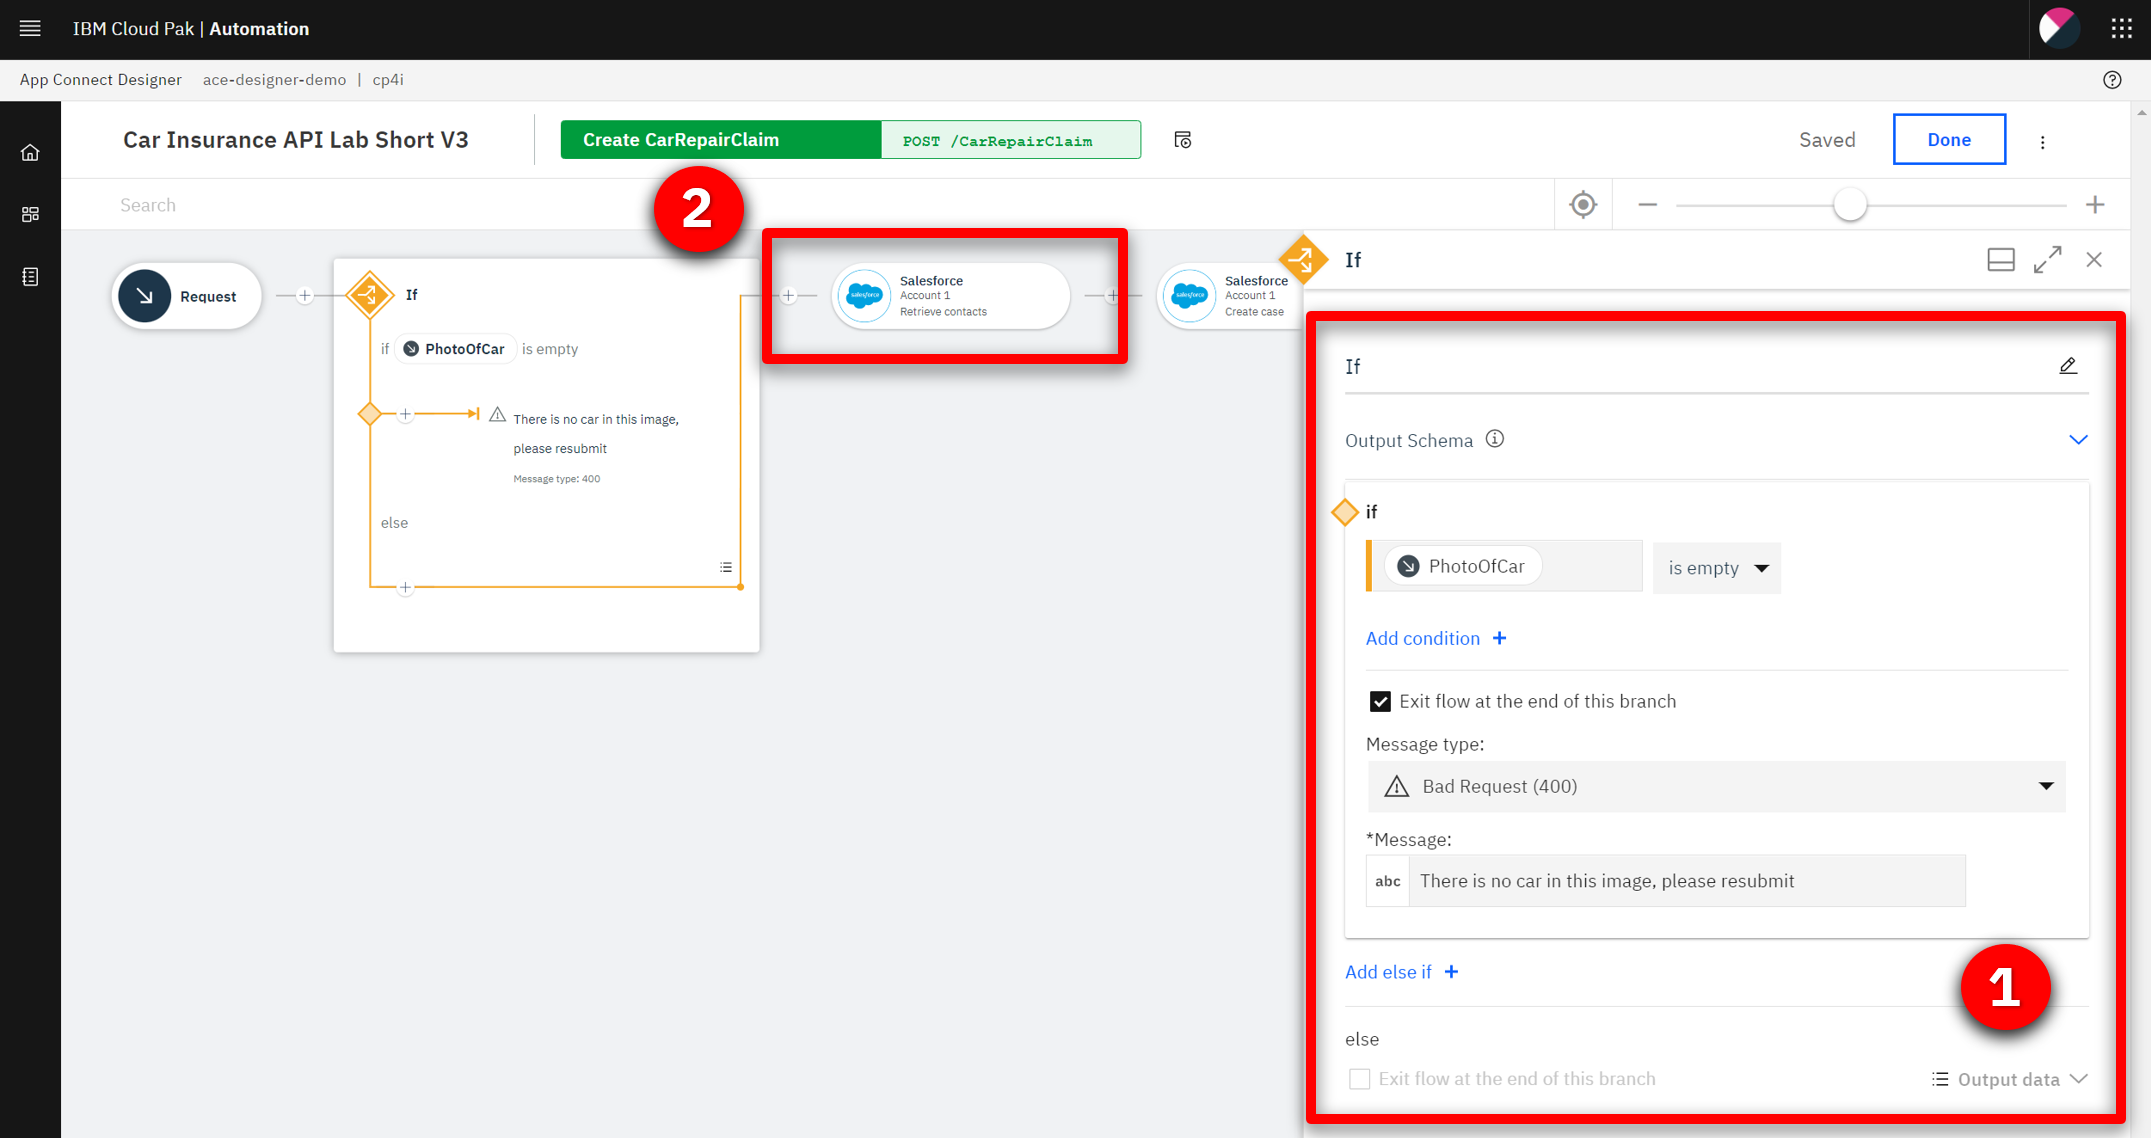 IBM Cloud Pak | Automation
App Connect Designer ace-designer-demo | cp4i
Car Insurance API Lab Short V3
Create CarRepairClaim
POST /CarRepairClaim
Saved
Done
Search
2
Request
If
if PhotoOfCar is empty
There is no car in this image,
please resubmit
Message type: 400
else
salesforce
Salesforce
Account 1
Retrieve contacts
salesforce
Salesforce
Account 1
Create case
If
If
Output Schema
if
PhotoOfCar
is empty
Add condition +
Exit flow at the end of this branch
Message type:
Bad Request (400)
*Message:
abc There is no car in this image, please resubmit
Add else if +
1
else
Exit flow at the end of this branch
Output data